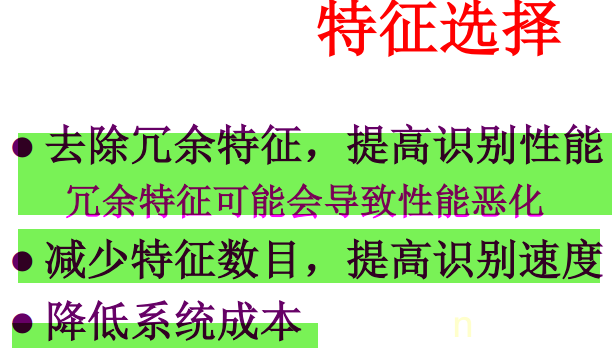 特征选择
● 去除冗余特征，提高识别性能
冗余特征可能会导致性能恶化
● 减少特征数目，提高识别速度
● 降低系统成本
n